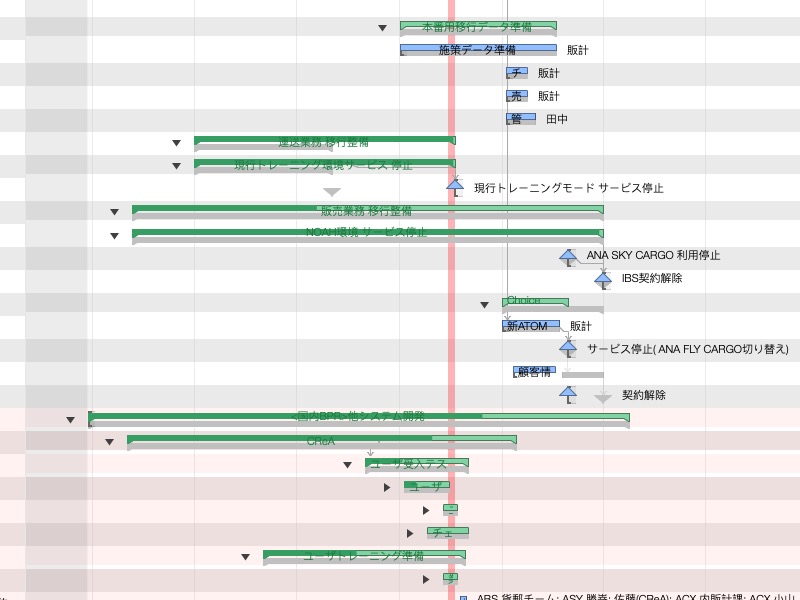 本番用移行データ準備
施策データ準備 販計
チ 販計
売 販計
管 田中
運送業務 移行整備
現行トレーニング環境サービス 停止
現行トレーニングモード サービス停止
販売業務 移行整備
NOAH環境 サービス停止
ANA SKY CARGO 利用停止
IBS契約解除
Choice
新ATOM 販計
サービス停止( ANA FLY CARGO切り替え)
顧客情
契約解除
<国内BPR>他システム開発
CReA
ユーザ受入テス
ユーザ
チェ
ユーザトレーニング準備
ABS 貨郵チーム; ASY 勝寿; 佐藤(CReA); ACX 内販計課; ACX 小山